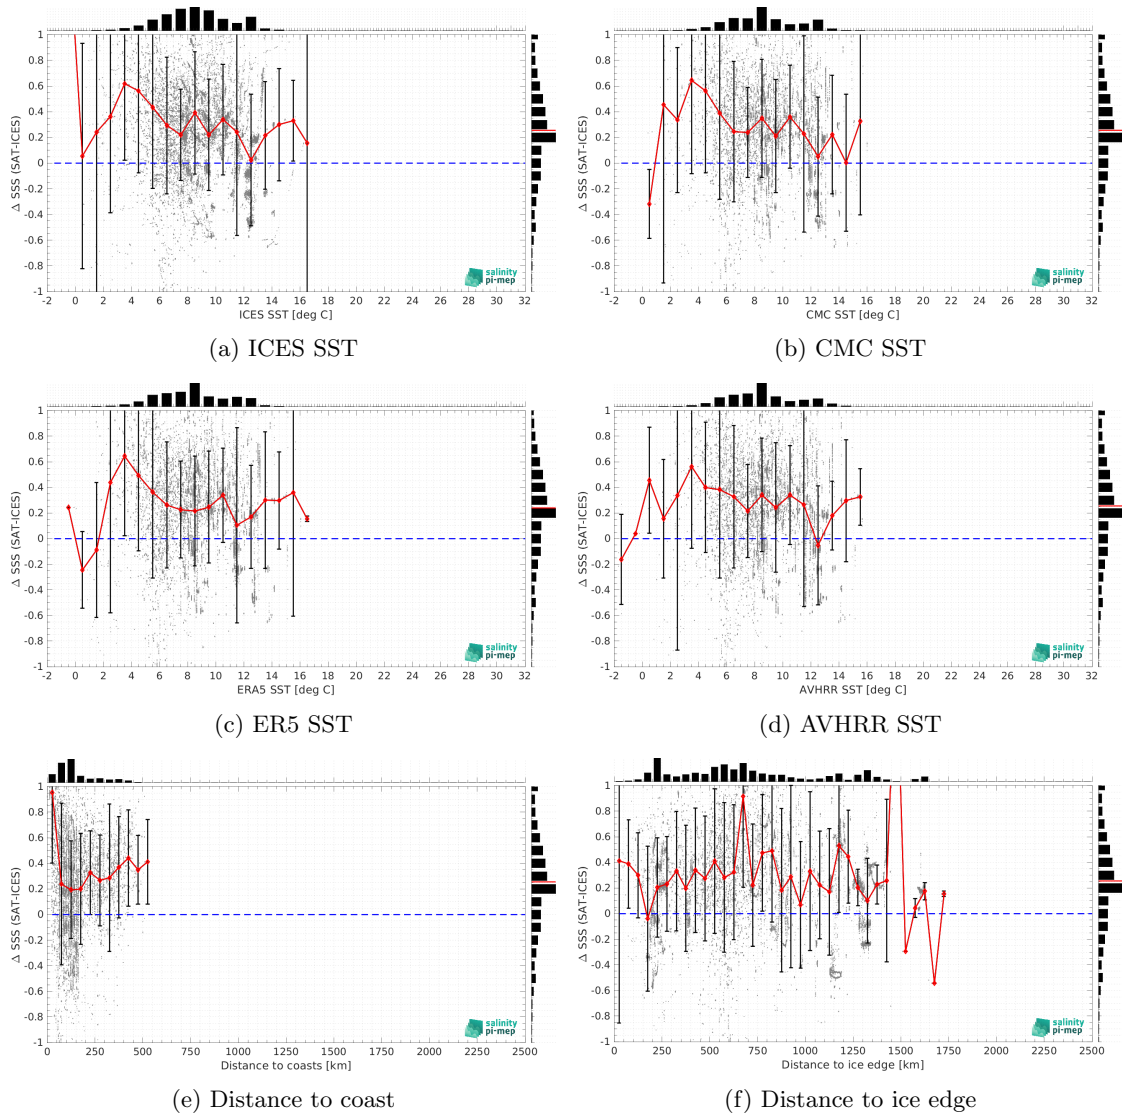 1
0.8
0.6
0.4
0.2
0
-0.2
-0.4
-0.6
-0.8
-1
Δ SSS (SAT-ICES)
salinity
pi-mep
-2 0 2 4 6 8 10 12 14 16 18 20 22 24 26 28 30 32
ICES SST [deg C]
(a) ICES SST
1
0.8
0.6
0.4
0.2
0
-0.2
-0.4
-0.6
-0.8
-1
Δ SSS (SAT-ICES)
salinity
pi-mep
-2 0 2 4 6 8 10 12 14 16 18 20 22 24 26 28 30 32
CMC SST [deg C]
(b) CMC SST
1
0.8
0.6
0.4
0.2
0
-0.2
-0.4
-0.6
-0.8
-1
Δ SSS (SAT-ICES)
salinity
pi-mep
-2 0 2 4 6 8 10 12 14 16 18 20 22 24 26 28 30 32
ERA5 SST [deg C]
(c) ER5 SST
1
0.8
0.6
0.4
0.2
0
-0.2
-0.4
-0.6
-0.8
-1
Δ SSS (SAT-ICES)
salinity
pi-mep
-2 0 2 4 6 8 10 12 14 16 18 20 22 24 26 28 30 32
AVHRR SST [deg C]
(d) AVHRR SST
1
0.8
0.6
0.4
0.2
0
-0.2
-0.4
-0.6
-0.8
-1
Δ SSS (SAT-ICES)
salinity
pi-mep
0 250 500 750 1000 1250 1500 1750 2000 2250 2500
Distance to coasts [km]
(e) Distance to coast
1
0.8
0.6
0.4
0.2
0
-0.2
-0.4
-0.6
-0.8
-1
Δ SSS (SAT-ICES)
salinity
pi-mep
0 250 500 750 1000 1250 1500 1750 2000 2250 2500
Distance to ice edge [km]
(f) Distance to ice edge